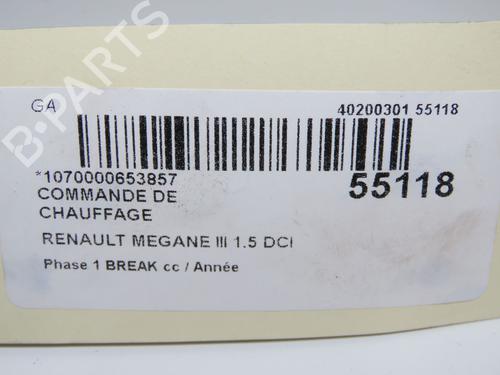 GA
40200301 55118
*1070000653857
55118
COMMANDE DE
CHAUFFAGE
RENAULT MEGANE III 1.5 DCI
Phase 1 BREAK cc / Année
B-PARTS